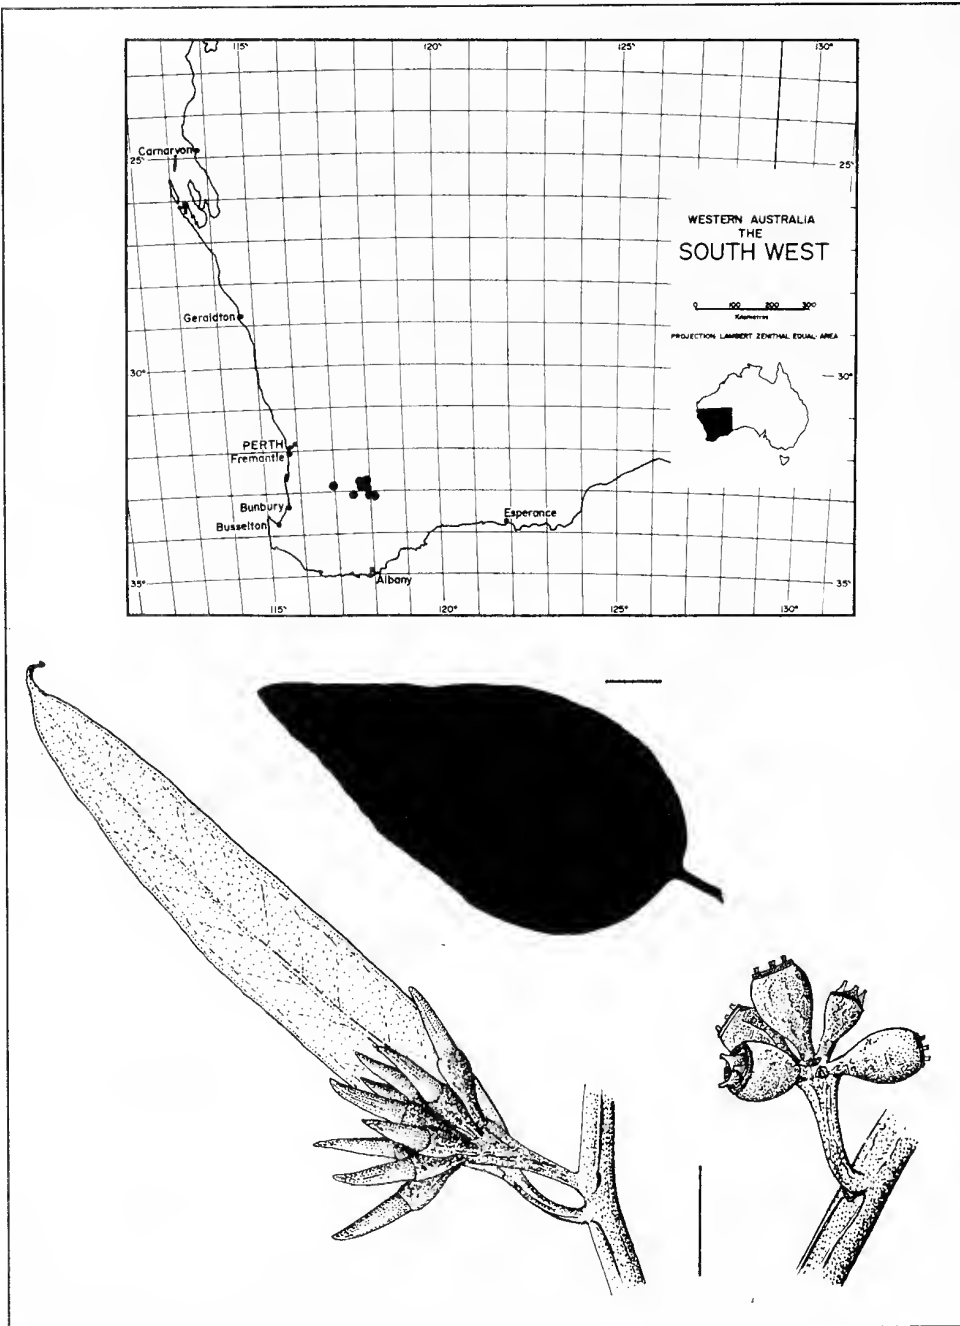 115° 120° 125° 130°
Carnarvon
25° 25°
WESTERN AUSTRALIA
THE
SOUTH WEST
Geraldton
0 100 200 300
Kilometres
PROJECTION: LAMBERT ZENITHAL EQUAL-AREA
30° 30°
PERTH
Fremantle
Bunbury
Busselton
Esperance
Albany
35° 35°
115° 120° 125° 130°